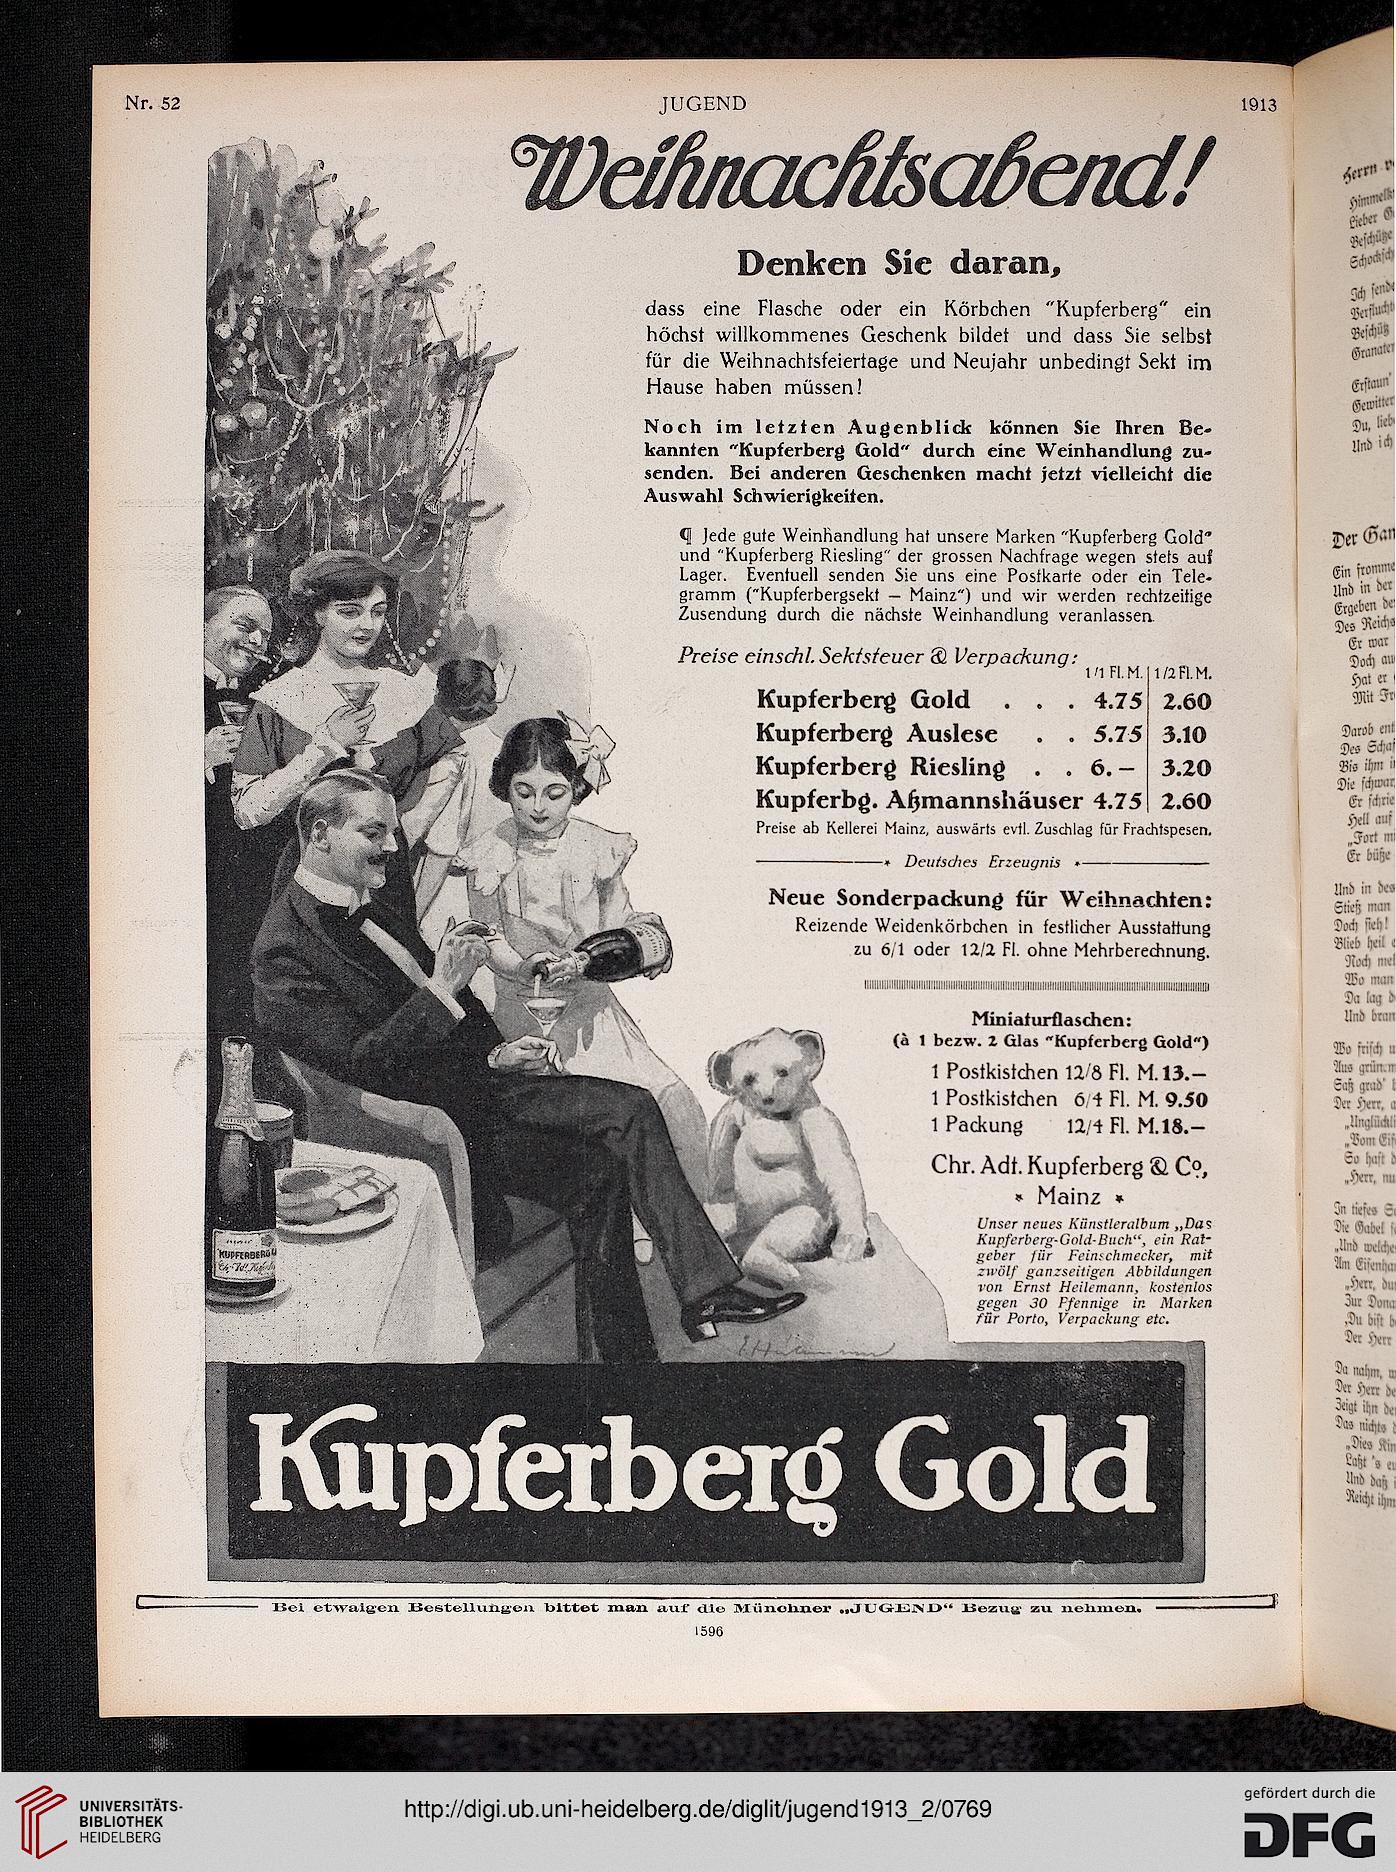 Nr. 52 JUGEND 1913
Weihnachtsabend!
Denken Sie daran,
dass eine Flasche oder ein Körbchen "Kupferberg" ein
höchst willkommenes Geschenk bildet und dass Sie selbst
für die Weihnachtsfeiertage und Neujahr unbedingt Sekt im
Hause haben müssen!
Noch im letzten Augenblick können Sie Ihren Be-
kannten "Kupferberg Gold" durch eine Weinhandlung zu-
senden. Bei anderen Geschenken macht jetzt vielleicht die
Auswahl Schwierigkeiten.
¶ Jede gute Weinhandlung hat unsere Marken "Kupferberg Gold"
und "Kupferberg Riesling" der grossen Nachfrage wegen stets auf
Lager. Eventuell senden Sie uns eine Postkarte oder ein Tele-
gramm ("Kupferbergsekt — Mainz") und wir werden rechtzeitige
Zusendung durch die nächste Weinhandlung veranlassen.
Preise einschl. Sektsteuer & Verpackung:
1/1 Fl. M. 1/2 Fl. M.
Kupferberg Gold . . . 4.75 2.60
Kupferberg Auslese . . 5.75 3.10
Kupferberg Riesling . . 6.— 3.20
Kupferbg. Aßmannshäuser 4.75 2.60
Preise ab Kellerei Mainz, auswärts evtl. Zuschlag für Frachtspesen.
* Deutsches Erzeugnis *
Neue Sonderpackung für Weihnachten:
Reizende Weidenkörbchen in festlicher Ausstattung
zu 6/1 oder 12/2 Fl. ohne Mehrberechnung.
Miniaturflaschen:
(à 1 bezw. 2 Glas "Kupferberg Gold")
1 Postkistchen 12/8 Fl. M. 13.—
1 Postkistchen 6/4 Fl. M. 9.50
1 Packung 12/4 Fl. M. 18.—
Chr. Adt. Kupferberg & Co.,
* Mainz *
Unser neues Künstleralbum „Das
Kupferberg-Gold-Buch“, ein Rat-
geber für Feinschmecker, mit
zwölf ganzseitigen Abbildungen
von Ernst Heilemann, kostenlos
gegen 30 Pfennige in Marken
für Porto, Verpackung etc.
KUPFERBERG
Kupferberg Gold
Bei etwaigen Bestellungen bittet man auf die Münchner „JUGEND“ Bezug zu nehmen.
1596
UNIVERSITÄTS-
BIBLIOTHEK
HEIDELBERG
http://digi.ub.uni-heidelberg.de/diglit/jugend1913_2/0769
gefördert durch die
DFG